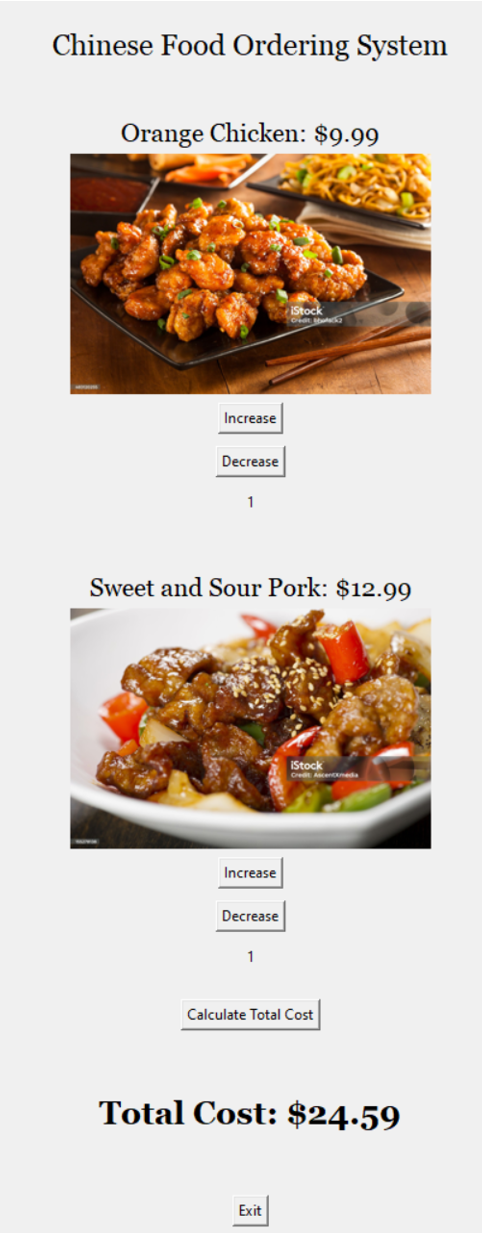 Chinese Food Ordering System
Orange Chicken: $9.99
iStock
Credit: bhofack2
Increase
Decrease
1
Sweet and Sour Pork: $12.99
iStock
Credit: AscentXmedia
Increase
Decrease
1
Calculate Total Cost
Total Cost: $24.59
Exit